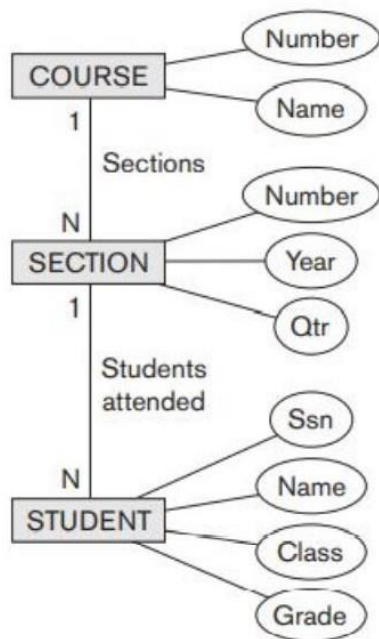 Number
COURSE
Name
1
Sections
Number
N
SECTION
Year
1
Qtr
Students
attended
Ssn
N
Name
STUDENT
Class
Grade